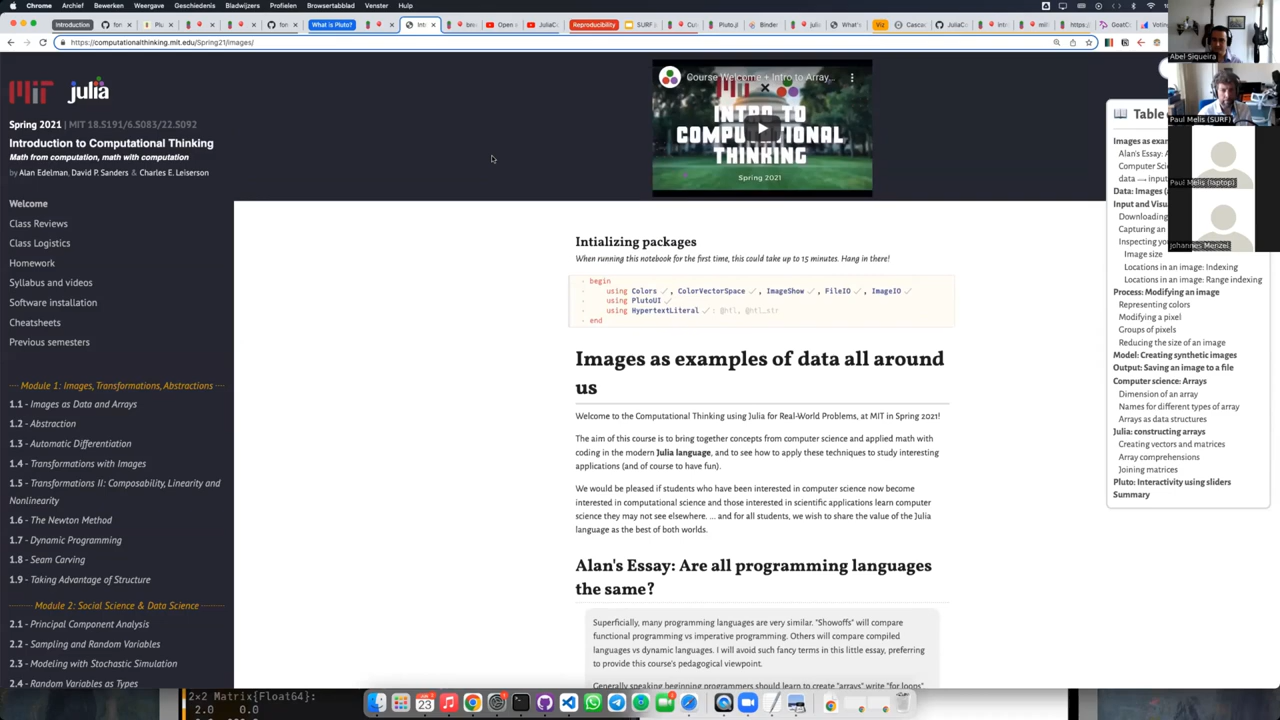 Chrome Archief Bewerken Weergave Geschiedenis Bladwijzers Profielen Browsertabblad Venster Help
Introduction
What is Pluto?
Reproducibility
Viz
https://computationalthinking.mit.edu/Spring21/images/
MIT julia
Spring 2021 | MIT 18.S191/6.S083/22.S092
Introduction to Computational Thinking
Math from computation, math with computation
by Alan Edelman, David P. Sanders & Charles E. Leiserson
Welcome
Class Reviews
Class Logistics
Homework
Syllabus and videos
Software installation
Cheatsheets
Previous semesters
Module 1: Images, Transformations, Abstractions
1.1 - Images as Data and Arrays
1.2 - Abstraction
1.3 - Automatic Differentiation
1.4 - Transformations with Images
1.5 - Transformations II: Composability, Linearity and
Nonlinearity
1.6 - The Newton Method
1.7 - Dynamic Programming
1.8 - Seam Carving
1.9 - Taking Advantage of Structure
Module 2: Social Science & Data Science
2.1 - Principal Component Analysis
2.2 - Sampling and Random Variables
2.3 - Modeling with Stochastic Simulation
2.4 - Random Variables as Types
Course Welcome + Intro to Array...
INTRO TO
COMPUTATIONAL
THINKING
Spring 2021
Intializing packages
When running this notebook for the first time, this could take up to 15 minutes. Hang in there!
begin
using Colors ✓, ColorVectorSpace ✓, ImageShow ✓, FileIO ✓, ImageIO ✓
using PlutoUI ✓
using HypertextLiteral ✓ : @htl, @htl_str
end
Images as examples of data all around
us
Welcome to the Computational Thinking using Julia for Real-World Problems, at MIT in Spring 2021!
The aim of this course is to bring together concepts from computer science and applied math with
coding in the modern Julia language, and to see how to apply these techniques to study interesting
applications (and of course to have fun).
We would be pleased if students who have been interested in computer science now become
interested in computational science and those interested in scientific applications learn computer
science they may not see elsewhere. ... and for all students, we wish to share the value of the Julia
language as the best of both worlds.
Alan's Essay: Are all programming languages
the same?
Superficially, many programming languages are very similar. "Showoffs" will compare
functional programming vs imperative programming. Others will compare compiled
languages vs dynamic languages. I will avoid such fancy terms in this little essay, preferring
to provide this course's pedagogical viewpoint.
Generally speaking beginning programmers should learn to create "arrays" write "for loops"
Table
Images as exa
Alan's Essay: A
Computer Scie
data ⟶ input
Data: Images (a
Input and Visua
Downloading
Capturing an
Inspecting you
Image size
Locations in an image: Indexing
Locations in an image: Range indexing
Process: Modifying an image
Representing colors
Modifying a pixel
Groups of pixels
Reducing the size of an image
Model: Creating synthetic images
Output: Saving an image to a file
Computer science: Arrays
Dimension of an array
Names for different types of array
Arrays as data structures
Julia: constructing arrays
Creating vectors and matrices
Array comprehensions
Joining matrices
Pluto: Interactivity using sliders
Summary
Abel Siqueira
Paul Melis (SURF)
Paul Melis (laptop)
Johannes Menzel
2×2 Matrix{Float64}:
2.0 0.0
JUN
23